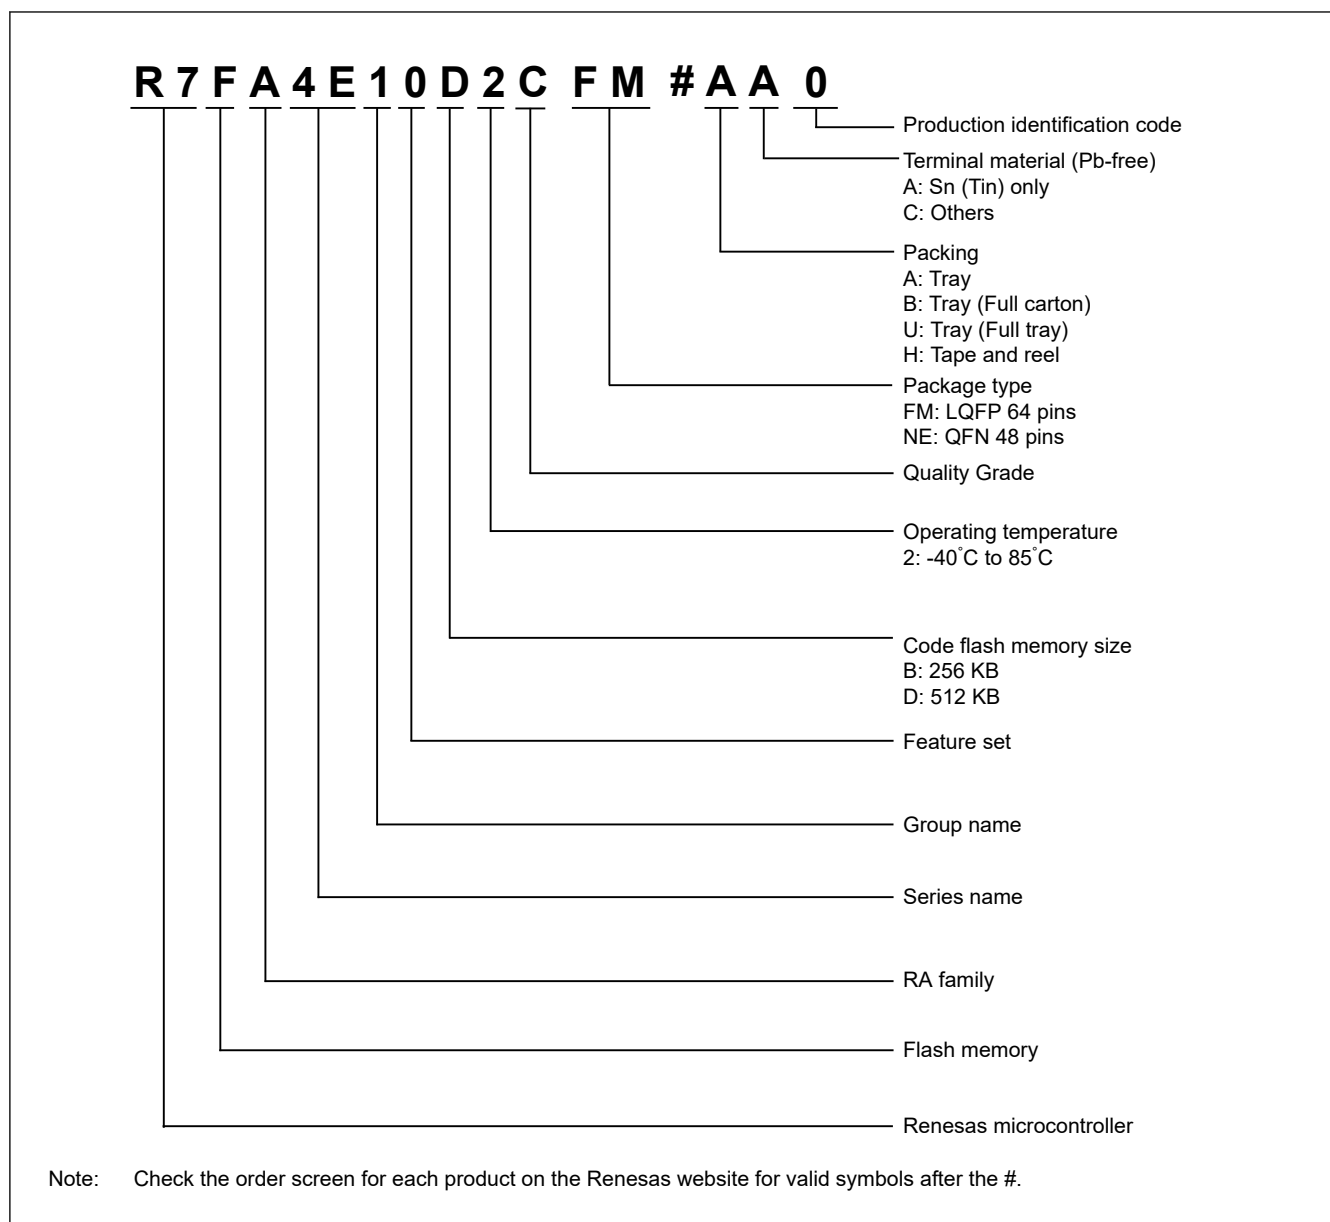 R7FA4E10D2C FM #AA0
Production identification code
Terminal material (Pb-free)
A: Sn (Tin) only
C: Others
Packing
A: Tray
B: Tray (Full carton)
U: Tray (Full tray)
H: Tape and reel
Package type
FM: LQFP 64 pins
NE: QFN 48 pins
Quality Grade
Operating temperature
2: -40°C to 85°C
Code flash memory size
B: 256 KB
D: 512 KB
Feature set
Group name
Series name
RA family
Flash memory
Renesas microcontroller
Note: Check the order screen for each product on the Renesas website for valid symbols after the #.